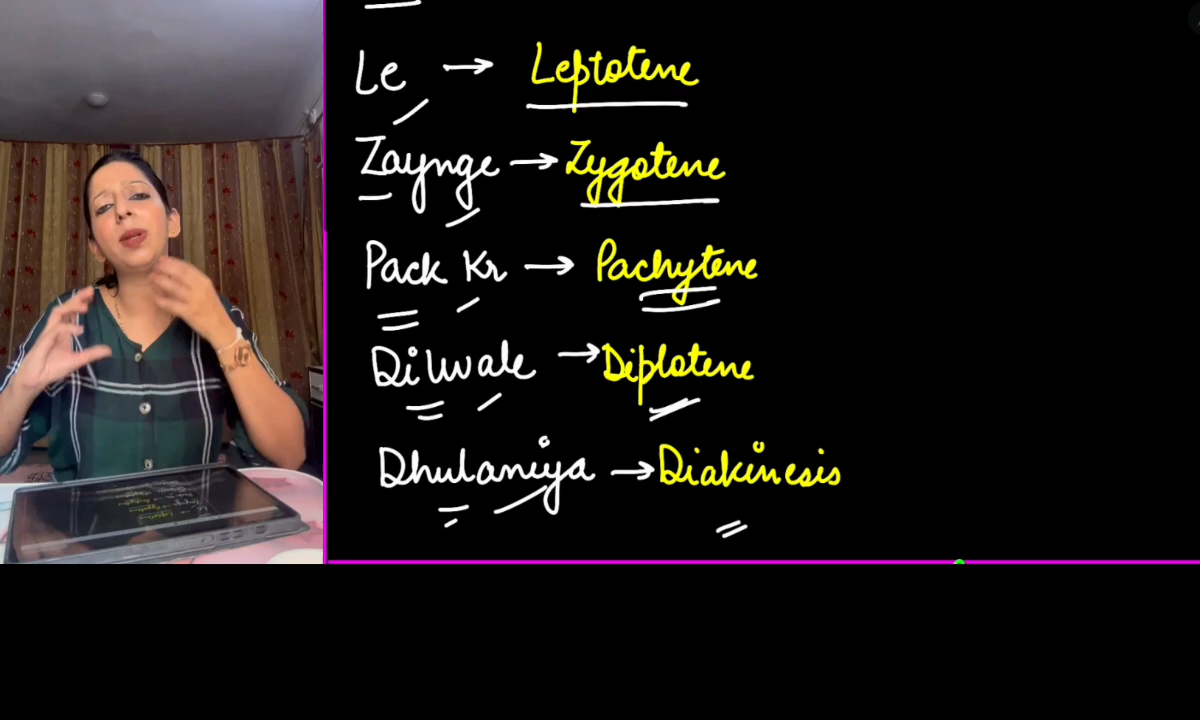 Le → Leptotene
Zaynge → Zygotene
Pack Kr → Pachytene
Dilwale → Diplotene
Dhulaniya → Diakinesis